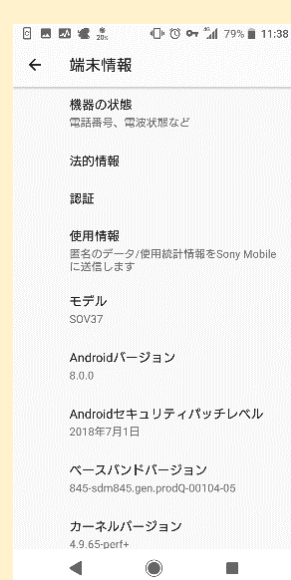 79% 11:38
端末情報
機器の状態
電話番号、電波状態など
法的情報
認証
使用情報
匿名のデータ/使用統計情報をSony Mobile
に送信します
モデル
SOV37
Androidバージョン
8.0.0
Androidセキュリティパッチレベル
2018年7月1日
ベースバンドバージョン
845-sdm845.gen.prodQ-00104-05
カーネルバージョン
4.9.65-perf+